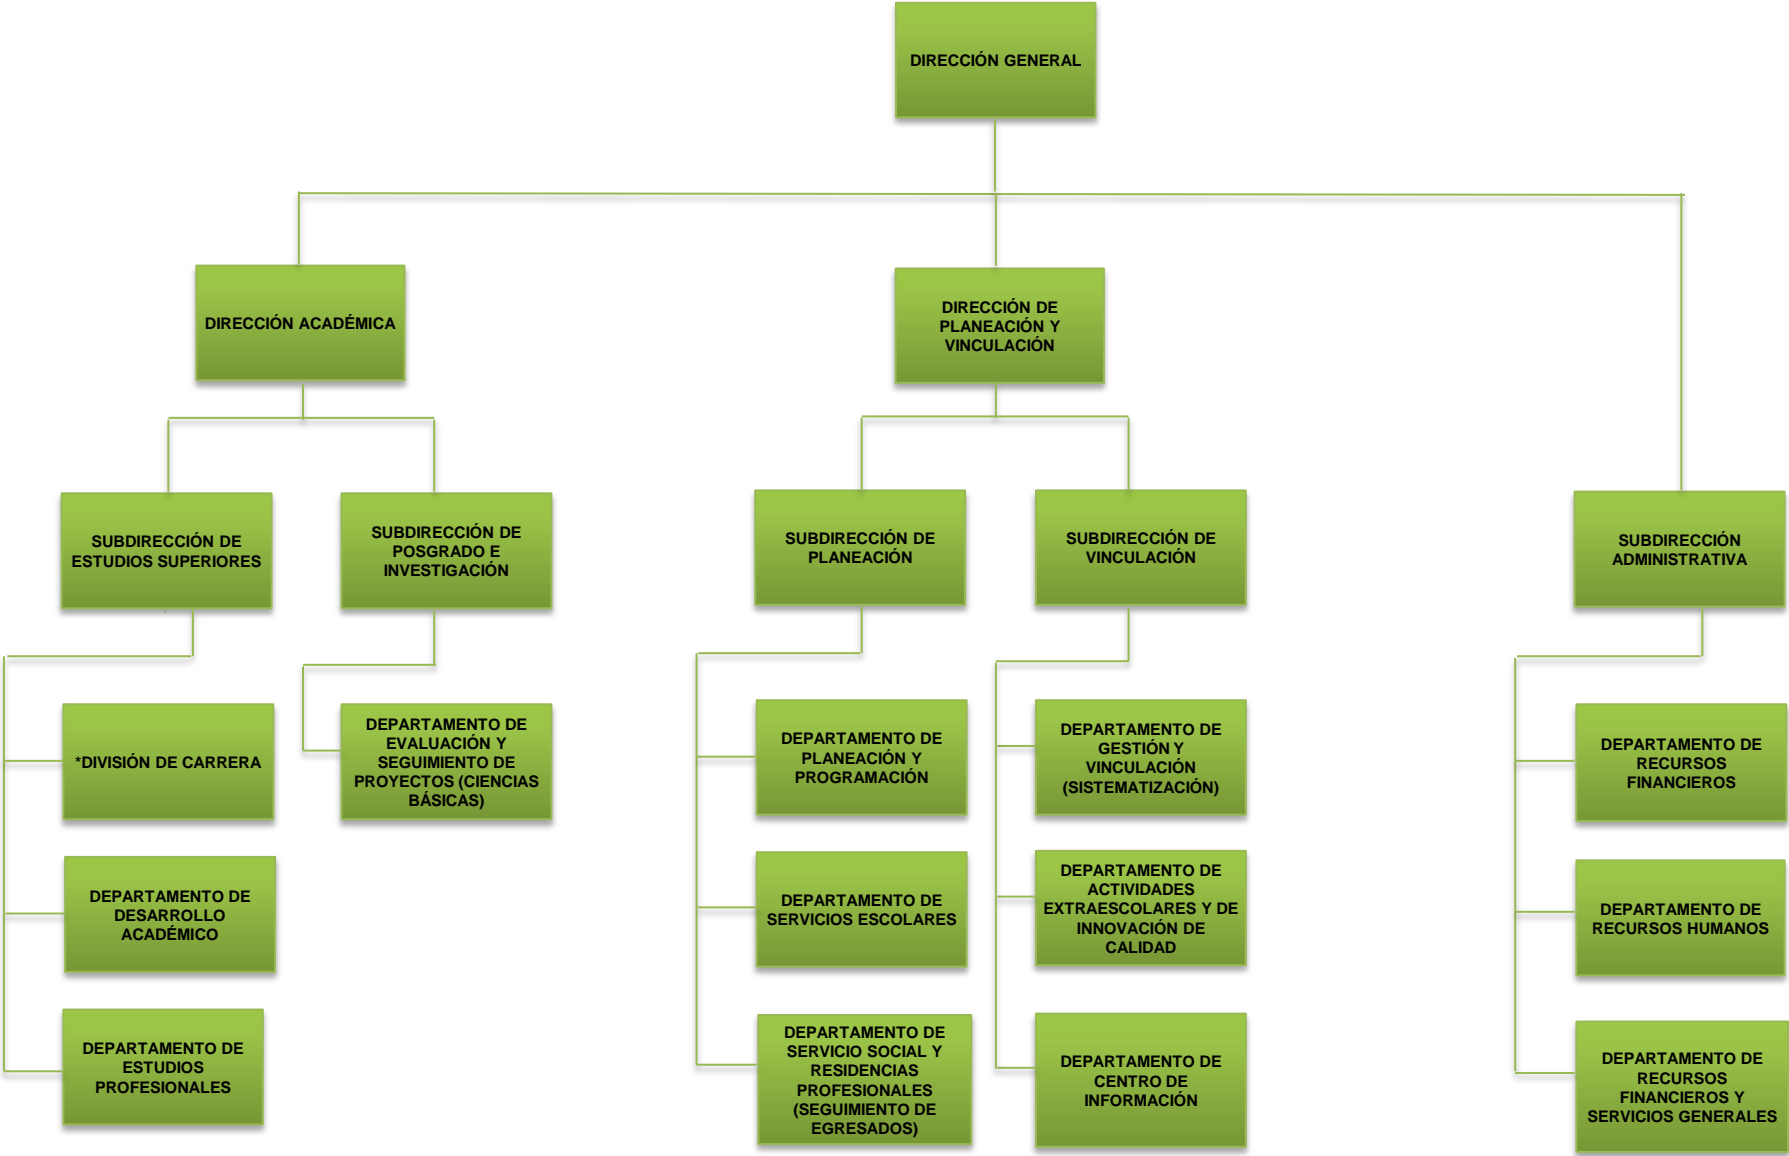 DIRECCIÓN GENERAL
DIRECCIÓN ACADÉMICA
DIRECCIÓN DE
PLANEACIÓN Y
VINCULACIÓN
SUBDIRECCIÓN DE
ESTUDIOS SUPERIORES
SUBDIRECCIÓN DE
POSGRADO E
INVESTIGACIÓN
SUBDIRECCIÓN DE
PLANEACIÓN
SUBDIRECCIÓN DE
VINCULACIÓN
SUBDIRECCIÓN
ADMINISTRATIVA
*DIVISIÓN DE CARRERA
DEPARTAMENTO DE
EVALUACIÓN Y
SEGUIMIENTO DE
PROYECTOS (CIENCIAS
BÁSICAS)
DEPARTAMENTO DE
PLANEACIÓN Y
PROGRAMACIÓN
DEPARTAMENTO DE
GESTIÓN Y
VINCULACIÓN
(SISTEMATIZACIÓN)
DEPARTAMENTO DE
RECURSOS
FINANCIEROS
DEPARTAMENTO DE
DESARROLLO
ACADÉMICO
DEPARTAMENTO DE
SERVICIOS ESCOLARES
DEPARTAMENTO DE
ACTIVIDADES
EXTRAESCOLARES Y DE
INNOVACIÓN DE
CALIDAD
DEPARTAMENTO DE
RECURSOS HUMANOS
DEPARTAMENTO DE
ESTUDIOS
PROFESIONALES
DEPARTAMENTO DE
SERVICIO SOCIAL Y
RESIDENCIAS
PROFESIONALES
(SEGUIMIENTO DE
EGRESADOS)
DEPARTAMENTO DE
CENTRO DE
INFORMACIÓN
DEPARTAMENTO DE
RECURSOS
FINANCIEROS Y
SERVICIOS GENERALES